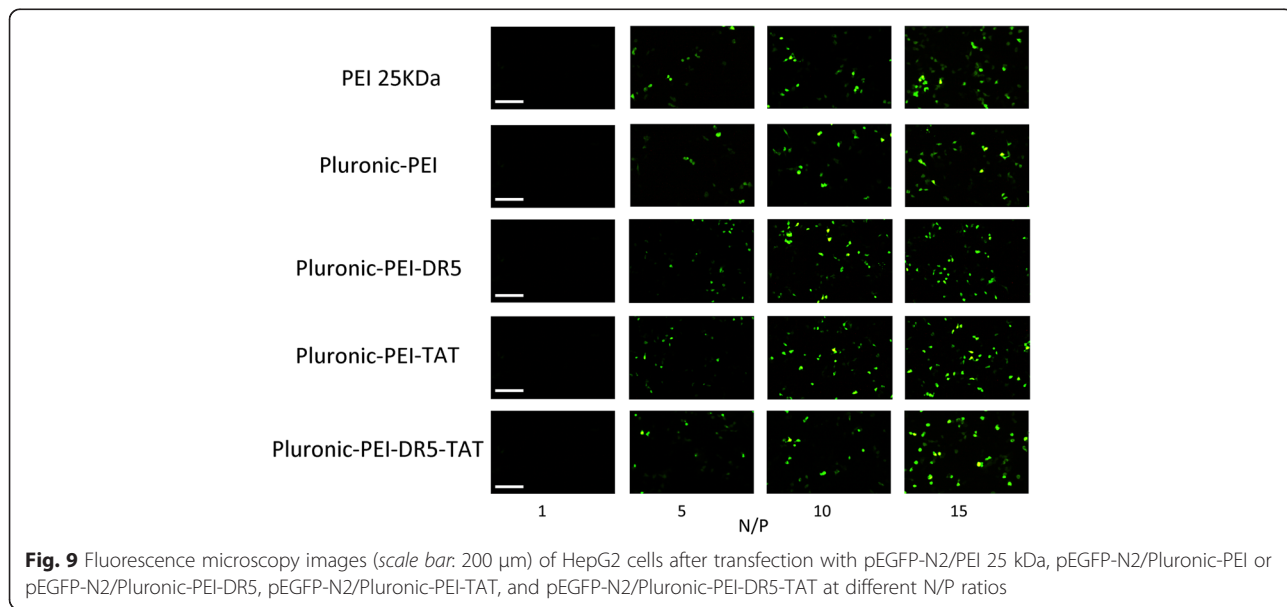 PEI 25KDa
Pluronic-PEI
Pluronic-PEI-DR5
Pluronic-PEI-TAT
Pluronic-PEI-DR5-TAT
1 5 10 15
N/P
Fig. 9 Fluorescence microscopy images (scale bar: 200 μm) of HepG2 cells after transfection with pEGFP-N2/PEI 25 kDa, pEGFP-N2/Pluronic-PEI or
pEGFP-N2/Pluronic-PEI-DR5, pEGFP-N2/Pluronic-PEI-TAT, and pEGFP-N2/Pluronic-PEI-DR5-TAT at different N/P ratios